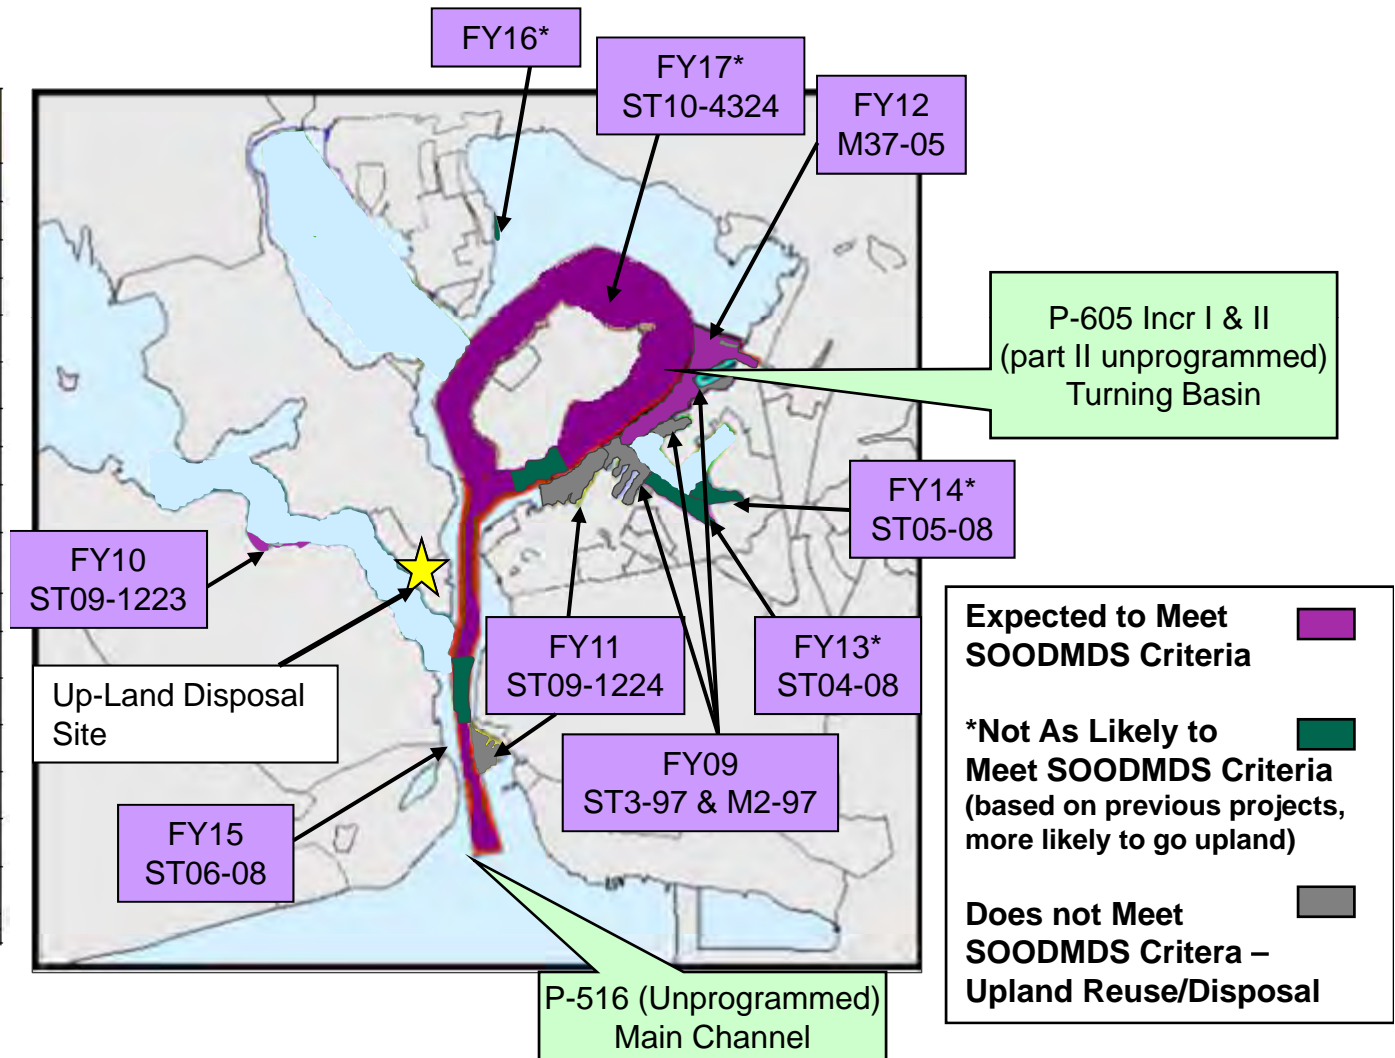 FY16*
FY17*
ST10-4324
FY12
M37-05
P-605 Incr I & II
(part II unprogrammed)
Turning Basin
FY14*
ST05-08
FY10
ST09-1223
Up-Land Disposal
Site
FY11
ST09-1224
FY13*
ST04-08
FY09
ST3-97 & M2-97
FY15
ST06-08
P-516 (Unprogrammed)
Main Channel
Expected to Meet
SOODMDS Criteria
*Not As Likely to
Meet SOODMDS Criteria
(based on previous projects,
more likely to go upland)
Does not Meet
SOODMDS Critera –
Upland Reuse/Disposal